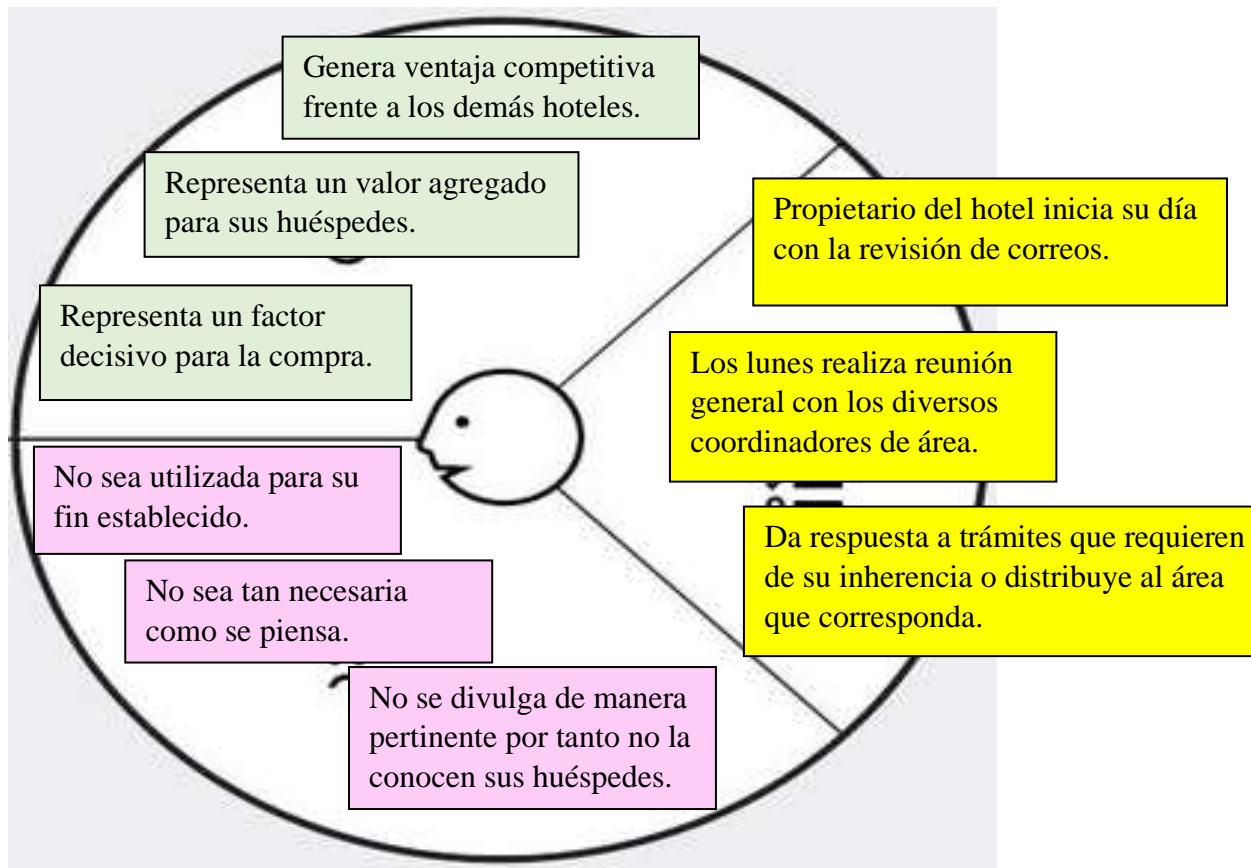 Genera ventaja competitiva
frente a los demás hoteles.
Representa un valor agregado
para sus huéspedes.
Representa un factor
decisivo para la compra.
No sea utilizada para su
fin establecido.
No sea tan necesaria
como se piensa.
No se divulga de manera
pertinente por tanto no la
conocen sus huéspedes.
Propietario del hotel inicia su día
con la revisión de correos.
Los lunes realiza reunión
general con los diversos
coordinadores de área.
Da respuesta a trámites que requieren
de su inherencia o distribuye al área
que corresponda.